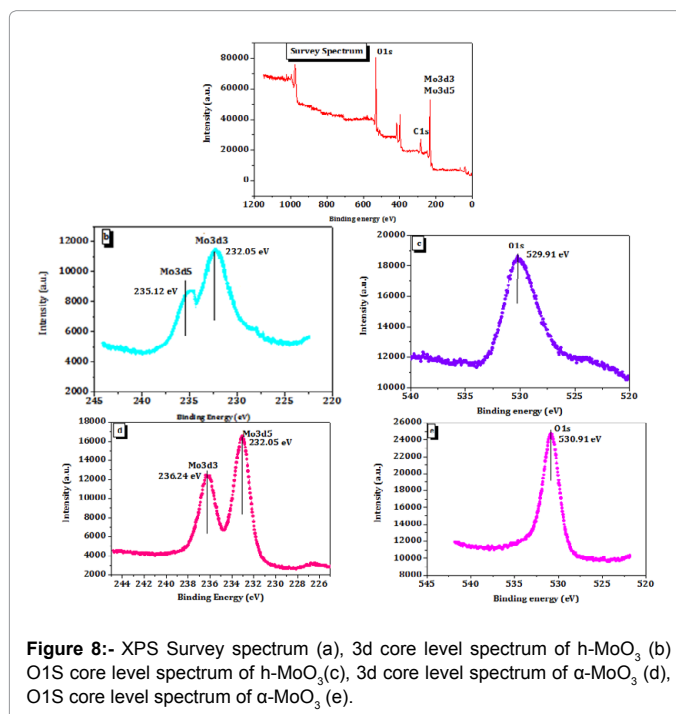 Survey Spectrum
O1s
Mo3d3
Mo3d5
C1s
Intensity (a.u.)
80000
60000
40000
20000
0
1200 1000 800 600 400 200 0
Binding energy (eV)
b
Mo3d3
232.05 eV
Mo3d5
235.12 eV
Intensity (a.u.)
12000
10000
8000
6000
4000
2000
245 240 235 230 225 220
Binding Energy (eV)
c
O1s
529.91 eV
Intensity (a.u.)
20000
18000
16000
14000
12000
10000
540 535 530 525 520
Binding energy (eV)
d
Mo3d5
232.05 eV
Mo3d3
236.24 eV
Intensity (a.u.)
18000
16000
14000
12000
10000
8000
6000
4000
2000
244 242 240 238 236 234 233 231 229 228 226 225
Binding Energy (eV)
e
O1s
530.91 eV
Intensity (a.u.)
26000
24000
22000
20000
18000
16000
14000
12000
10000
8000
545 540 535 530 525 520
Binding energy (eV)
Figure 8:- XPS Survey spectrum (a), 3d core level spectrum of h-MoO₃ (b)
O1S core level spectrum of h-MoO₃(c), 3d core level spectrum of α-MoO₃ (d),
O1S core level spectrum of α-MoO₃ (e).